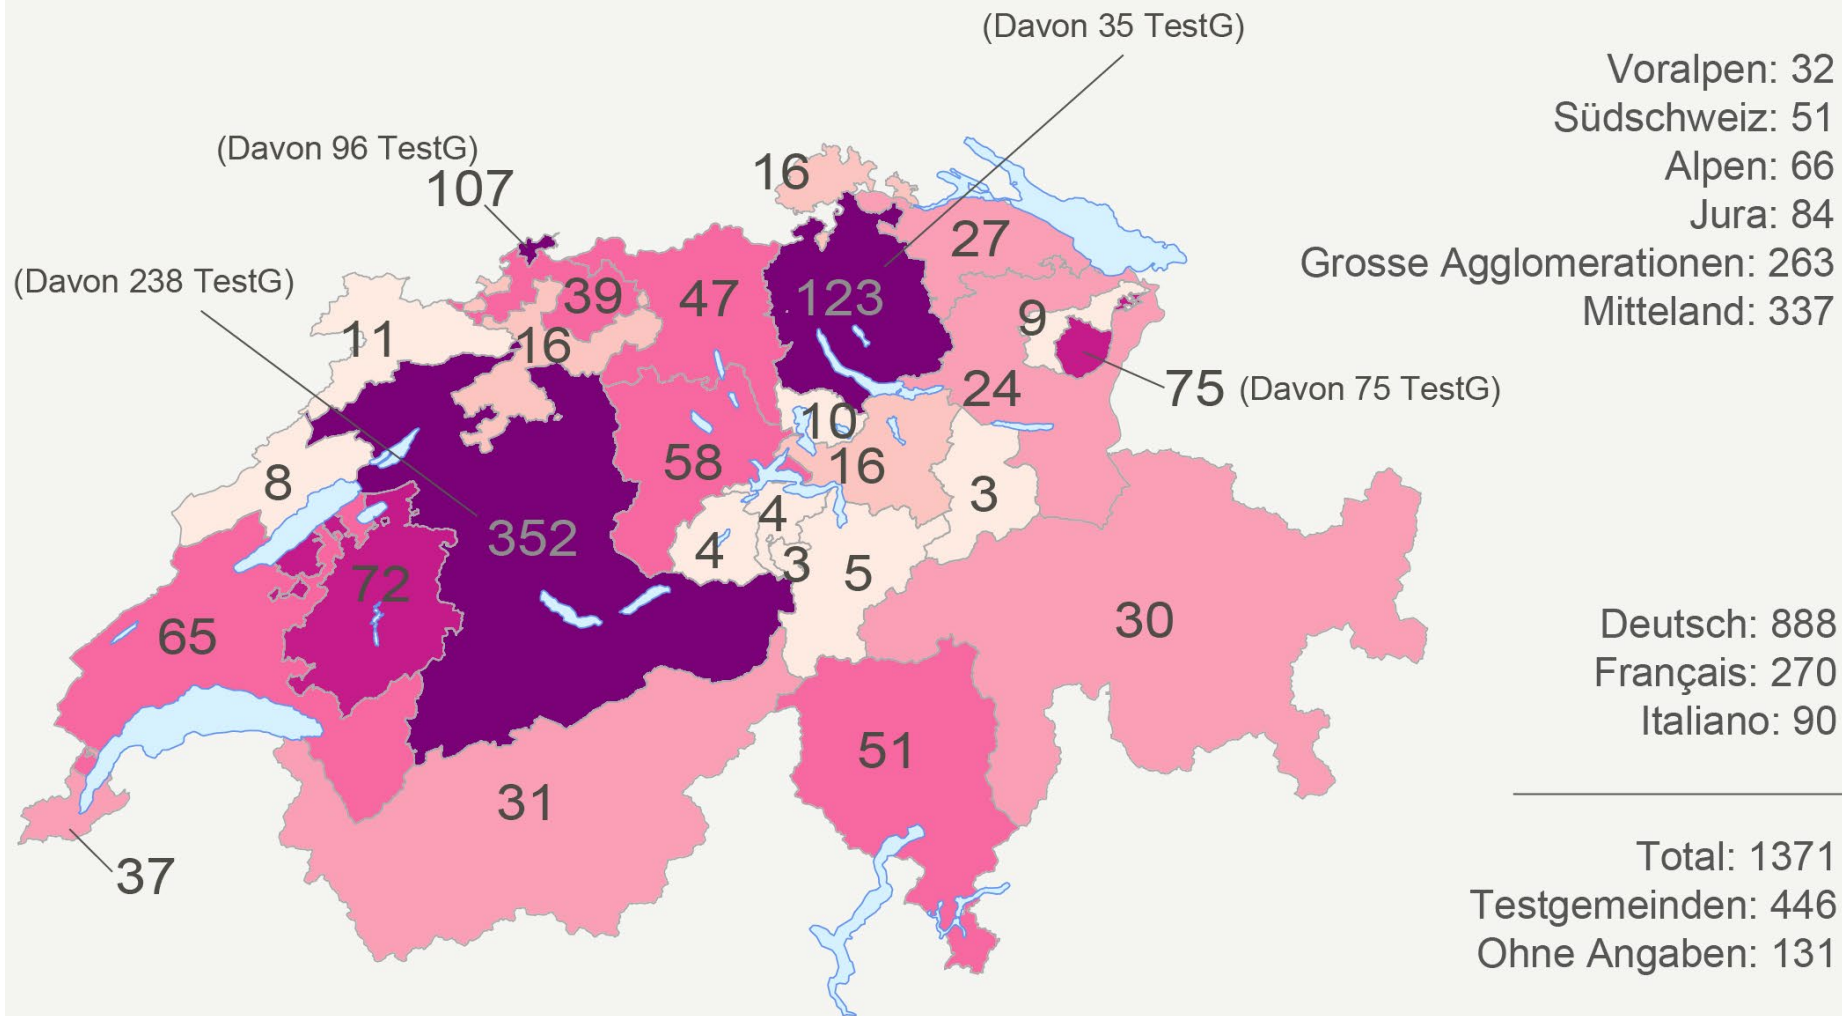 (Davon 35 TestG)
Voralpen: 32
Südschweiz: 51
Alpen: 66
Jura: 84
Grosse Agglomerationen: 263
Mitteland: 337
(Davon 96 TestG)
107
16
27
(Davon 238 TestG)
39
47
123
9
11
16
75 (Davon 75 TestG)
24
10
58
16
8
3
4
352
4
3
5
72
65
30
Deutsch: 888
Français: 270
Italiano: 90
51
31
37
Total: 1371
Testgemeinden: 446
Ohne Angaben: 131